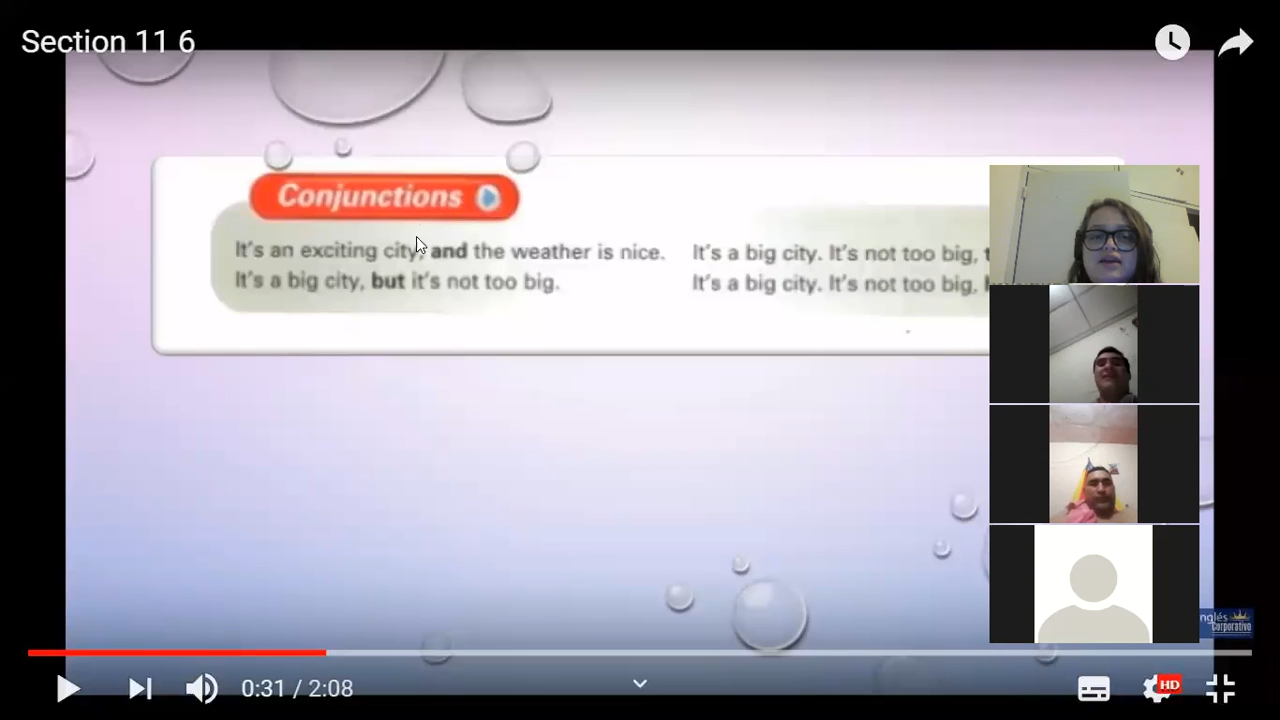 Section 11 6
Conjunctions
It's an exciting city, and the weather is nice.
It's a big city, but it's not too big.
It's a big city. It's not too big,
It's a big city. It's not too big,
nglés
Corporativo
0:31 / 2:08
HD